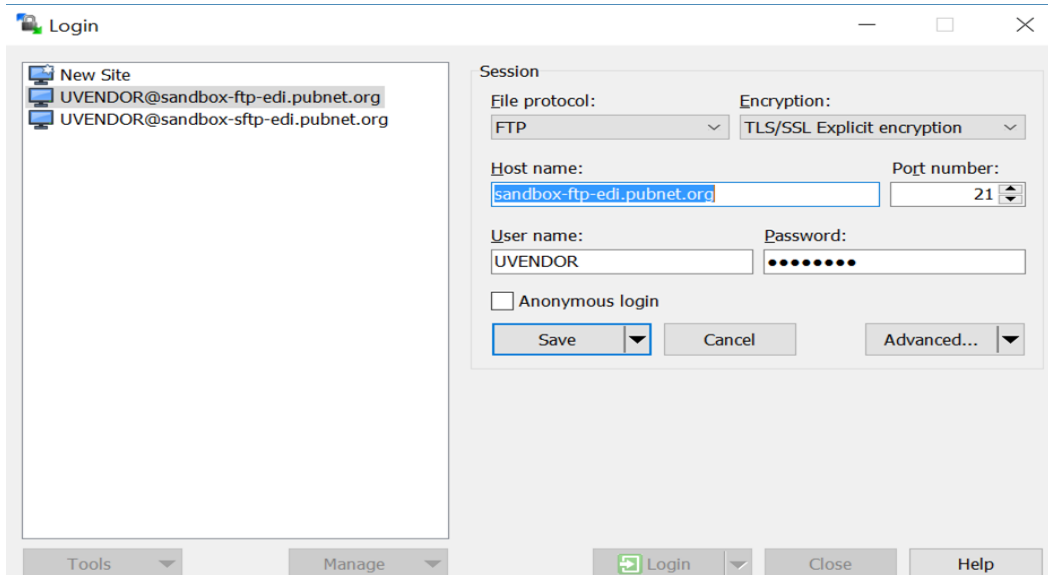 Login
New Site
UVENDOR@sandbox-ftp-edi.pubnet.org
UVENDOR@sandbox-sftp-edi.pubnet.org
Session
File protocol: Encryption:
FTP TLS/SSL Explicit encryption
Host name: Port number:
sandbox-ftp-edi.pubnet.org 21
User name: Password:
UVENDOR ●●●●●●●●
Anonymous login
Save Cancel Advanced...
Tools Manage Login Close Help